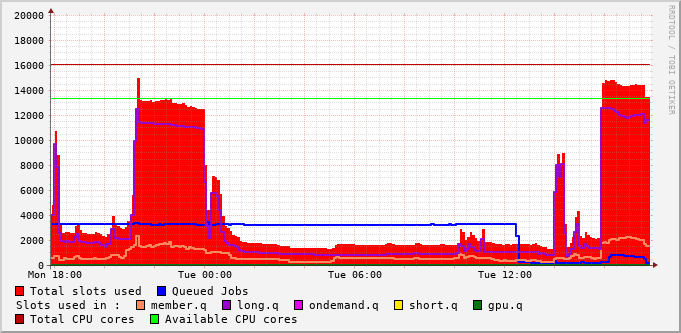 20000
18000
16000
14000
12000
10000
8000
6000
4000
2000
0
Mon 18:00 Tue 00:00 Tue 06:00 Tue 12:00
Total slots used Queued Jobs
Slots used in : member.q long.q ondemand.q short.q gpu.q
Total CPU cores Available CPU cores
RRDTOOL / TOBI OETIKER